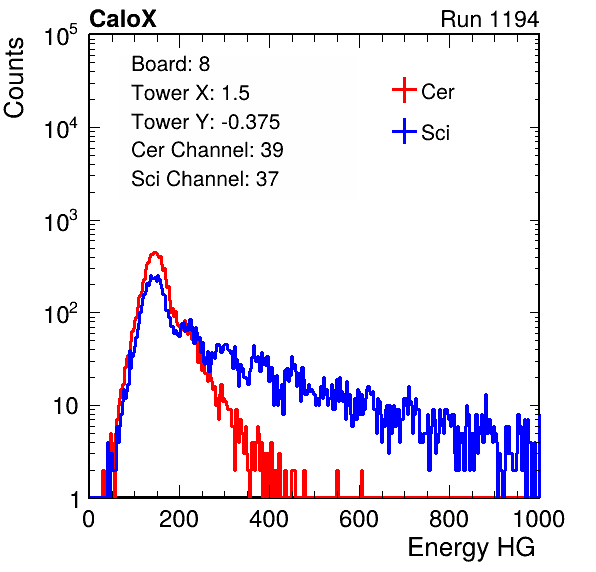 CaloX Run 1194
Counts
Board: 8
Tower X: 1.5
Tower Y: -0.375
Cer Channel: 39
Sci Channel: 37
Cer
Sci
10^5
10^4
10^3
10^2
10
1
0 200 400 600 800 1000
Energy HG